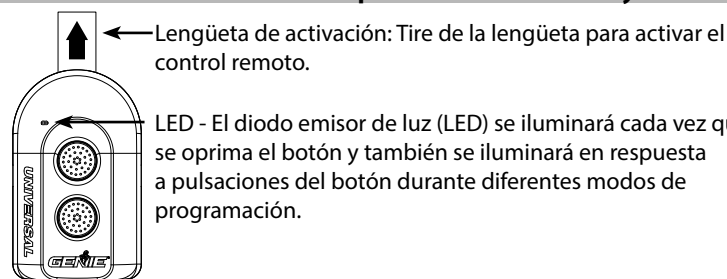 Lengüeta de activación: Tire de la lengüeta para activar el
control remoto.
LED - El diodo emisor de luz (LED) se iluminará cada vez
se oprima el botón y también se iluminará en respuesta
a pulsaciones del botón durante diferentes modos de
programación.
UNIVERSAL
GENIE